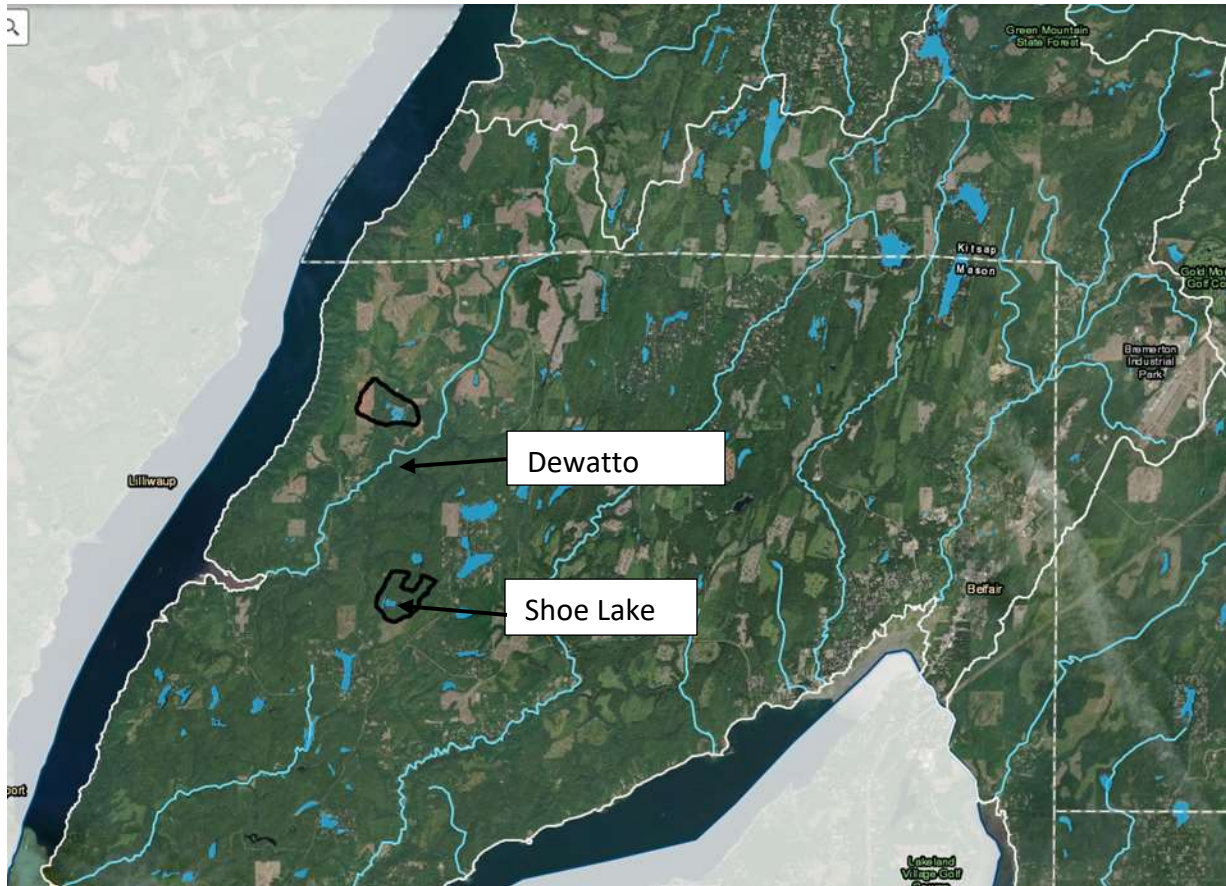 Green Mountain
State Forest
Kitsap
Mason
Gold Mou
Golf Co
Bremerton
Industrial
Park
Dewatto
Lilliwaup
Shoe Lake
Belfair
port
Lakeland
Village Golf